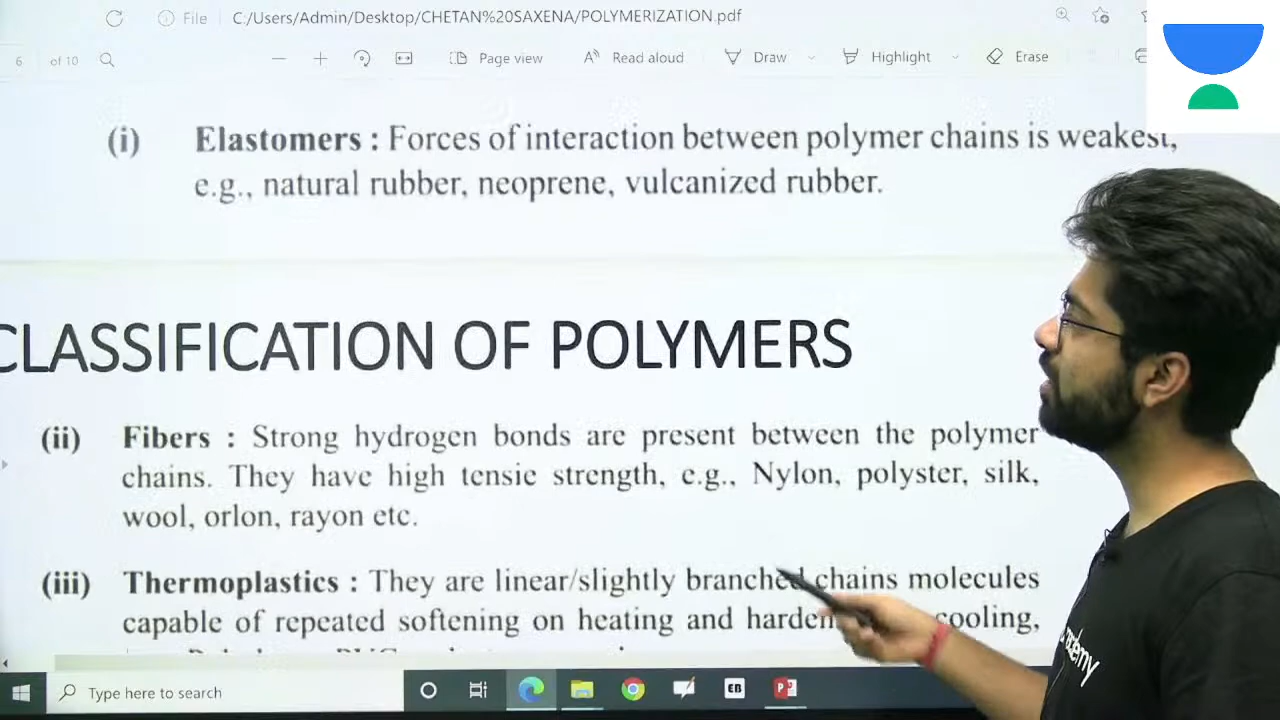 File C:/Users/Admin/Desktop/CHETAN%20SAXENA/POLYMERIZATION.pdf
6 of 10 Page view Read aloud Draw Highlight Erase
(i) Elastomers : Forces of interaction between polymer chains is weakest,
e.g., natural rubber, neoprene, vulcanized rubber.
CLASSIFICATION OF POLYMERS
(ii) Fibers : Strong hydrogen bonds are present between the polymer
chains. They have high tensie strength, e.g., Nylon, polyster, silk,
wool, orlon, rayon etc.
(iii) Thermoplastics : They are linear/slightly branched chains molecules
capable of repeated softening on heating and harden cooling,
Type here to search
EB